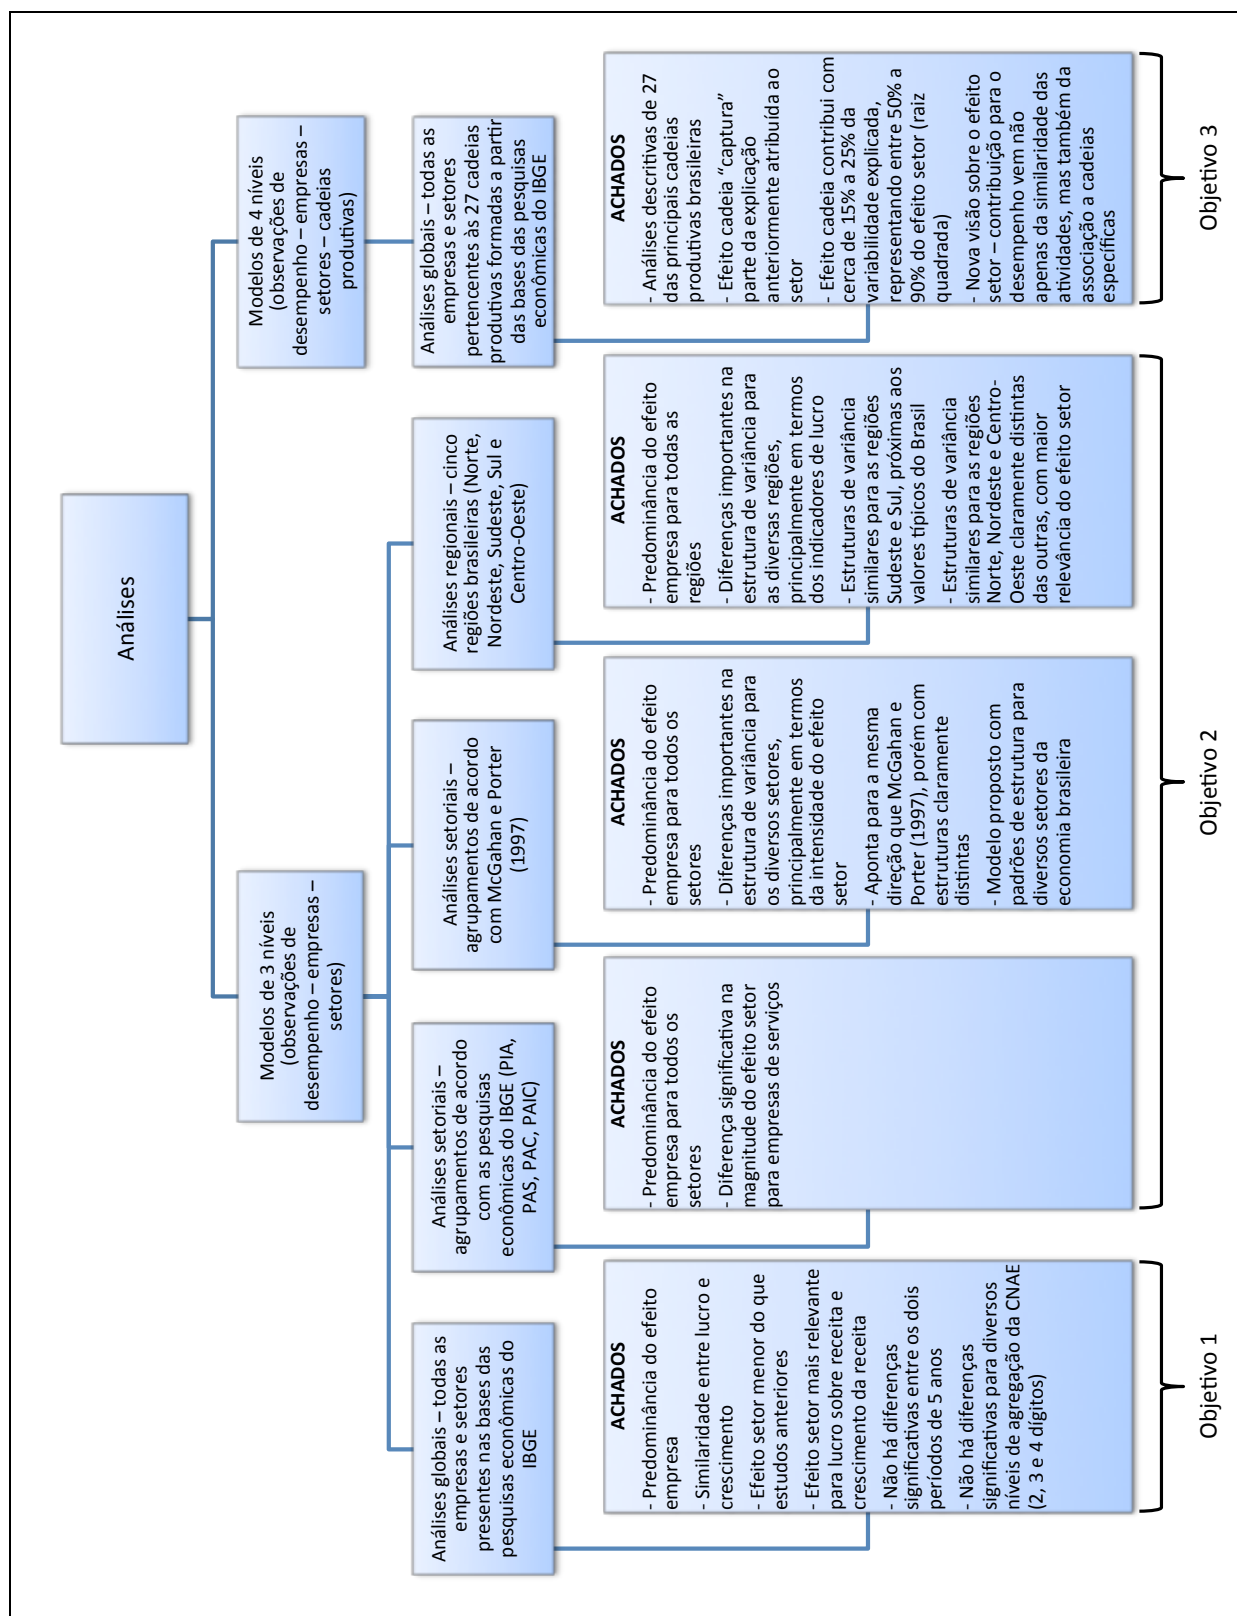 Análises
Modelos de 3 níveis
(observações de
desempenho – empresas –
setores)
Modelos de 4 níveis
(observações de
desempenho – empresas
– setores – cadeias
produtivas)
Análises globais – todas as
empresas e setores
presentes nas bases das
pesquisas econômicas do
IBGE
Análises setoriais –
agrupamentos de acordo
com as pesquisas
econômicas do IBGE (PIA,
PAS, PAC, PAIC)
Análises setoriais –
agrupamentos de acordo
com McGahan e Porter
(1997)
Análises regionais – cinco
regiões brasileiras (Norte,
Nordeste, Sudeste, Sul e
Centro-Oeste)
Análises globais – todas as
empresas e setores
pertencentes às 27 cadeias
produtivas formadas a partir
das bases das pesquisas
econômicas do IBGE
ACHADOS
- Predominância do efeito
empresa
- Similaridade entre lucro e
crescimento
- Efeito setor menor do que
estudos anteriores
- Efeito setor mais relevante
para lucro sobre receita e
crescimento da receita
- Não há diferenças
significativas entre os dois
períodos de 5 anos
- Não há diferenças
significativas para diversos
níveis de agregação da CNAE
(2, 3 e 4 dígitos)
ACHADOS
- Predominância do efeito
empresa para todos os
setores
- Diferença significativa na
magnitude do efeito setor
para empresas de serviços
ACHADOS
- Predominância do efeito
empresa para todos os
setores
- Diferenças importantes na
estrutura de variância para
os diversos setores,
principalmente em termos
da intensidade do efeito
setor
- Aponta para a mesma
direção que McGahan e
Porter (1997), porém com
estruturas claramente
distintas
- Modelo proposto com
padrões de estrutura para
diversos setores da
economia brasileira
ACHADOS
- Predominância do efeito
empresa para todas as
regiões
- Diferenças importantes na
estrutura de variância para
as diversas regiões,
principalmente em termos
dos indicadores de lucro
- Estruturas de variância
similares para as regiões
Sudeste e Sul, próximas aos
valores típicos do Brasil
- Estruturas de variância
similares para as regiões
Norte, Nordeste e Centro-
Oeste claramente distintas
das outras, com maior
relevância do efeito setor
ACHADOS
- Análises descritivas de 27
das principais cadeias
produtivas brasileiras
- Efeito cadeia “captura”
parte da explicação
anteriormente atribuída ao
setor
- Efeito cadeia contribui com
cerca de 15% a 25% da
variabilidade explicada,
representando entre 50% a
90% do efeito setor (raiz
quadrada)
- Nova visão sobre o efeito
setor – contribuição para o
desempenho vem não
apenas da similaridade das
atividades, mas também da
associação a cadeias
específicas
Objetivo 1
Objetivo 2
Objetivo 3